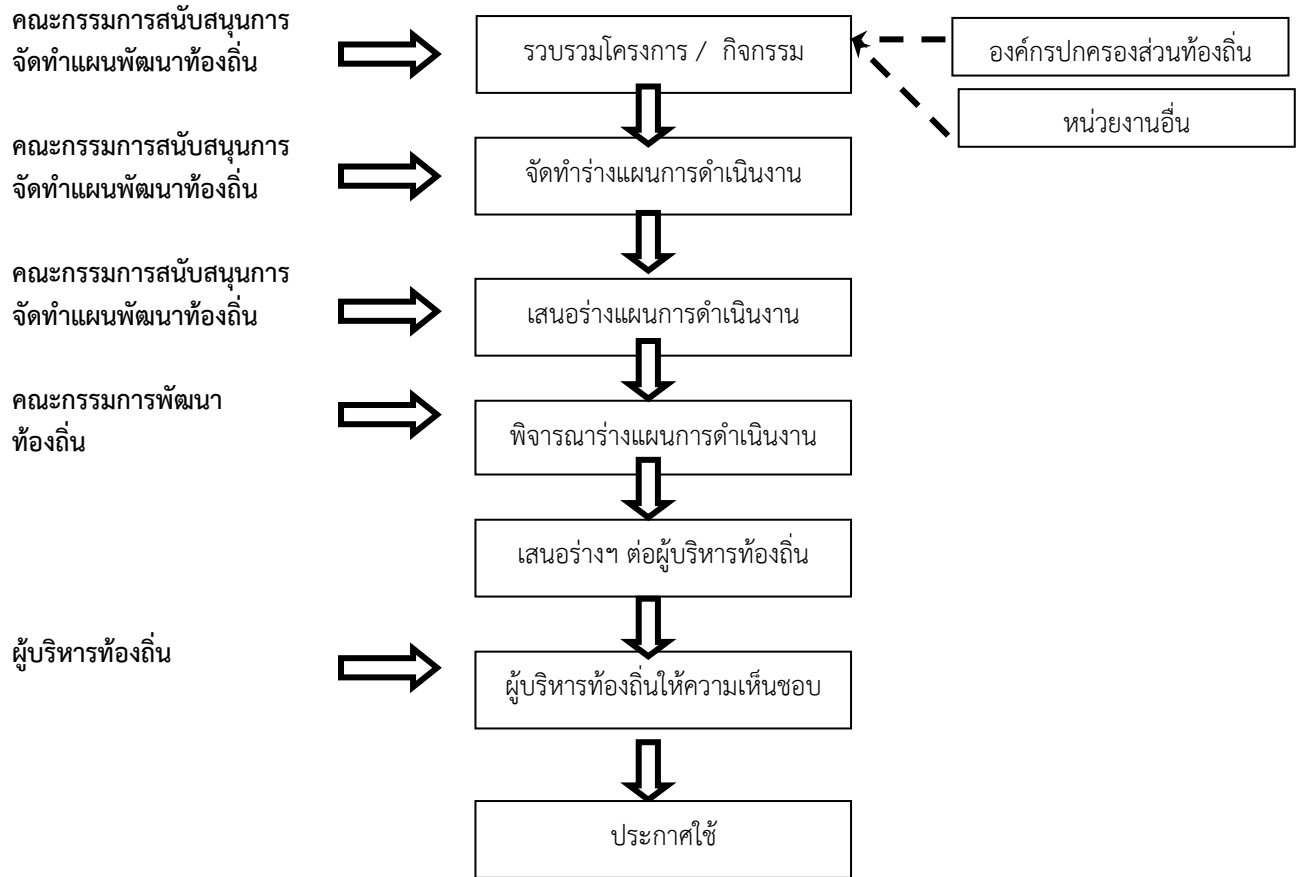 คณะกรรมการสนับสนุนการ
จัดทำแผนพัฒนาท้องถิ่น
รวบรวมโครงการ / กิจกรรม
องค์กรปกครองส่วนท้องถิ่น
หน่วยงานอื่น
คณะกรรมการสนับสนุนการ
จัดทำแผนพัฒนาท้องถิ่น
จัดทำร่างแผนการดำเนินงาน
คณะกรรมการสนับสนุนการ
จัดทำแผนพัฒนาท้องถิ่น
เสนอร่างแผนการดำเนินงาน
คณะกรรมการพัฒนา
ท้องถิ่น
พิจารณาร่างแผนการดำเนินงาน
เสนอร่างฯ ต่อผู้บริหารท้องถิ่น
ผู้บริหารท้องถิ่น
ผู้บริหารท้องถิ่นให้ความเห็นชอบ
ประกาศใช้